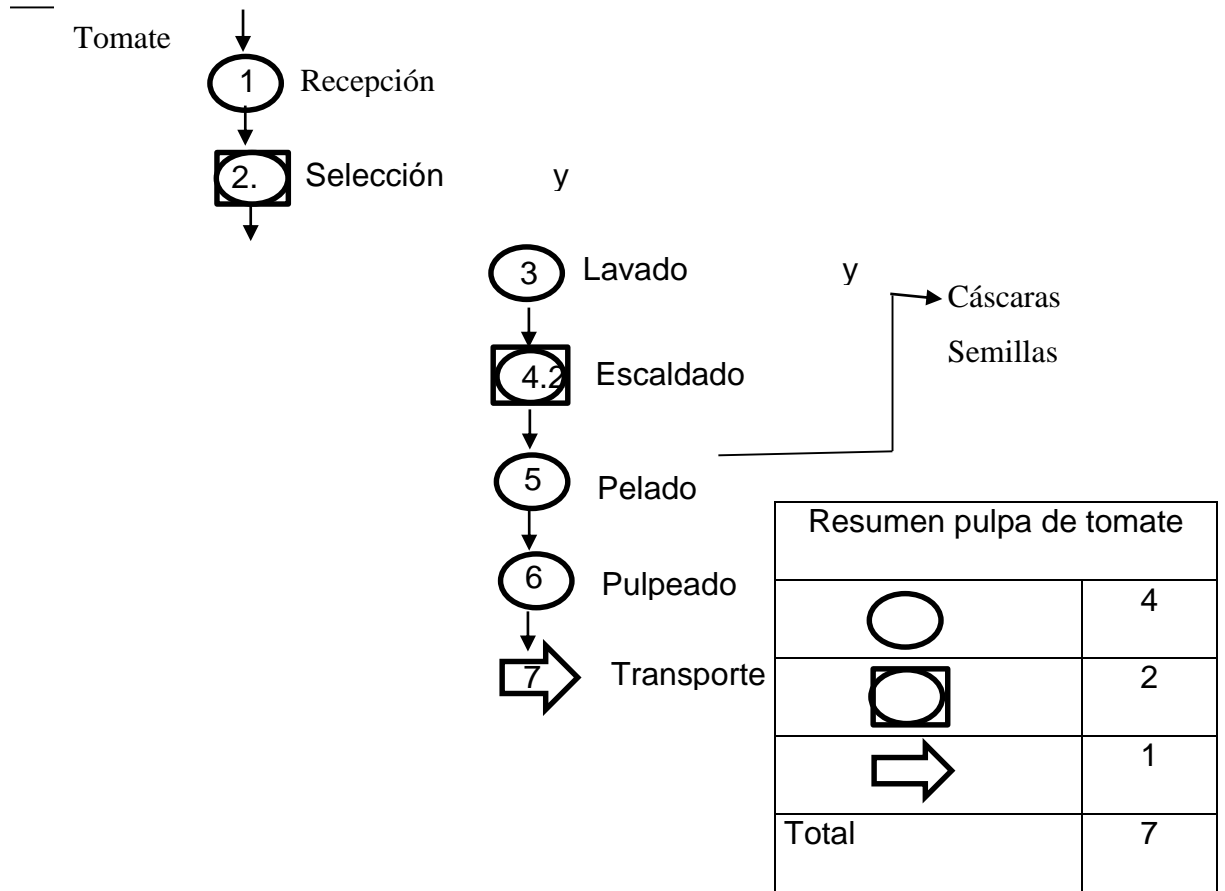 Tomate
1 Recepción
2. Selección y
3 Lavado y
Cáscaras
Semillas
4.2 Escaldado
5 Pelado
6 Pulpeado
7 Transporte
Resumen pulpa de tomate
4
2
1
Total 7